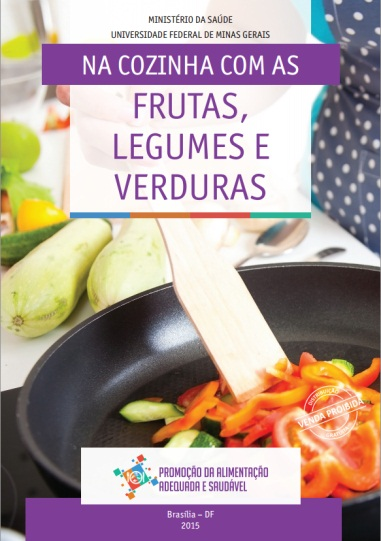 MINISTÉRIO DA SAÚDE
UNIVERSIDADE FEDERAL DE MINAS GERAIS
NA COZINHA COM AS
FRUTAS,
LEGUMES E
VERDURAS
DISTRIBUIÇÃO
VENDA PROIBIDA
PROMOÇÃO DA ALIMENTAÇÃO
ADEQUADA E SAUDÁVEL
Brasília – DF
2015